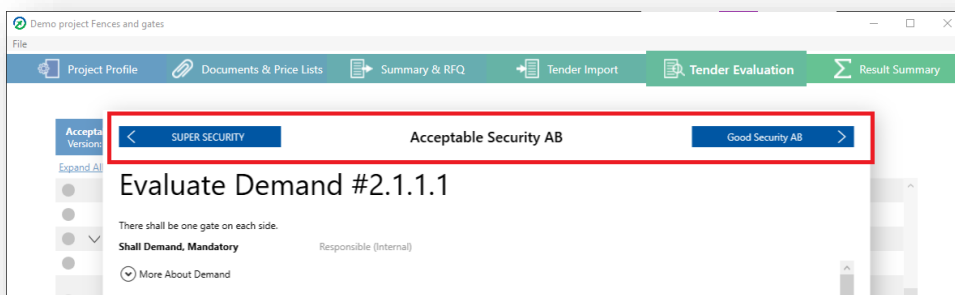 Demo project Fences and gates
File
Project Profile Documents & Price Lists Summary & RFQ Tender Import Tender Evaluation Result Summary
SUPER SECURITY Acceptable Security AB Good Security AB
Version:
Expand All
Evaluate Demand #2.1.1.1
There shall be one gate on each side.
Shall Demand, Mandatory Responsible (Internal)
More About Demand